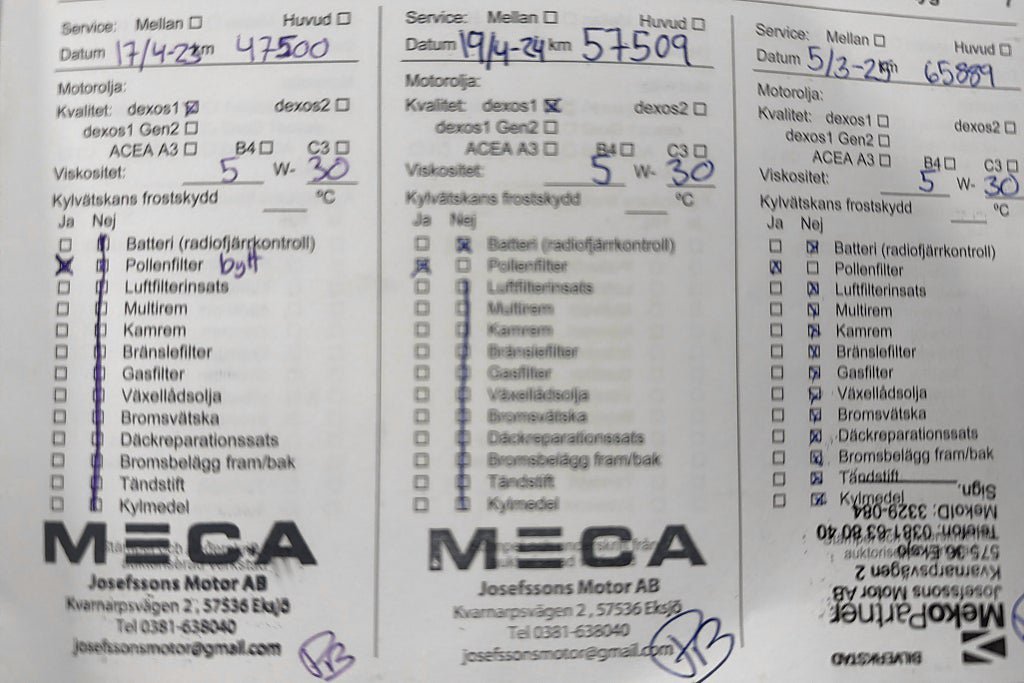 Service: Mellan Huvud
Datum 17/4-23 km 47500
Motorolja:
Kvalitet: dexos1 dexos2
dexos1 Gen2
ACEA A3 B4 C3
Viskositet: 5 W- 30
Kylvätskans frostskydd °C
Ja Nej
Batteri (radiofjärrkontroll)
Pollenfilter bytt
Luftfilterinsats
Multirem
Kamrem
Bränslefilter
Gasfilter
Växellådsolja
Bromsvätska
Däckreparationssats
Bromsbelägg fram/bak
Tändstift
Kylmedel
MECA
Josefssons Motor AB
Kvarnarpsvägen 2, 57536 Eksjö
Tel 0381-638040
josefssonsmotor@gmail.com
Service: Mellan Huvud
Datum 19/4-24 km 57509
Motorolja:
Kvalitet: dexos1 dexos2
dexos1 Gen2
ACEA A3 B4 C3
Viskositet: 5 W- 30
Kylvätskans frostskydd °C
Ja Nej
Batteri (radiofjärrkontroll)
Pollenfilter
Luftfilterinsats
Multirem
Kamrem
Bränslefilter
Gasfilter
Växellådsolja
Bromsvätska
Däckreparationssats
Bromsbelägg fram/bak
Tändstift
Kylmedel
MECA
Josefssons Motor AB
Kvarnarpsvägen 2, 57536 Eksjö
Tel 0381-638040
josefssonsmotor@gmail.com
Service: Mellan Huvud
Datum 5/3-2 km 65889
Motorolja:
Kvalitet: dexos1 dexos2
dexos1 Gen2
ACEA A3 B4 C3
Viskositet: 5 W- 30
Kylvätskans frostskydd °C
Ja Nej
Batteri (radiofjärrkontroll)
Pollenfilter
Luftfilterinsats
Multirem
Kamrem
Bränslefilter
Gasfilter
Växellådsolja
Bromsvätska
Däckreparationssats
Bromsbelägg fram/bak
Tändstift
Kylmedel
BILVERKSTAD
MekoPartner
Josefssons Motor AB
Kvarnarpsvägen 2
575 36 Eksjö
Telefon: 0381-63 80 40
MekoID: 3329-084
Sign.